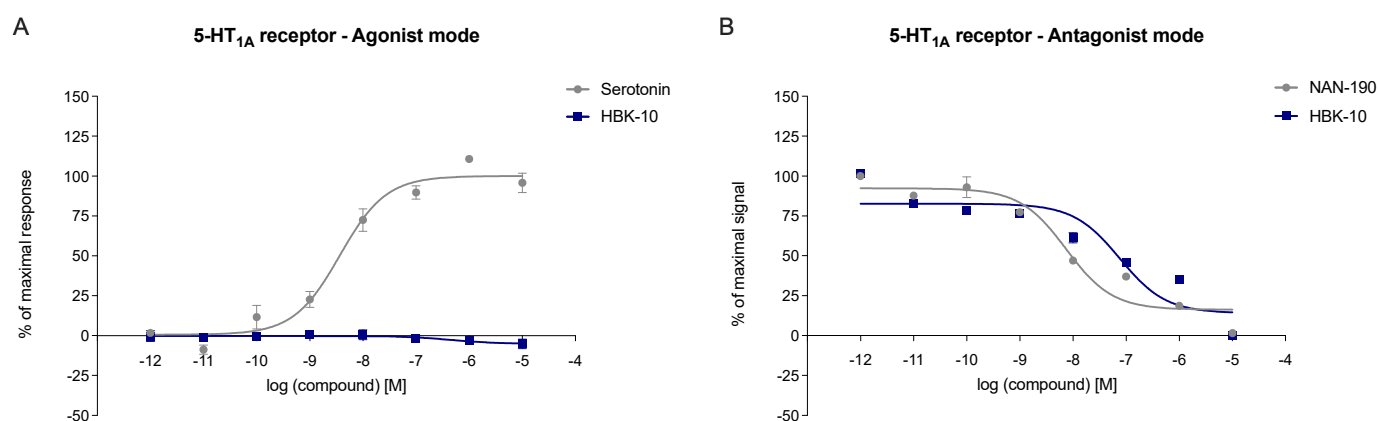 A
5-HT1A receptor - Agonist mode
Serotonin
HBK-10
150
125
100
75
50
25
0
-25
-50
% of maximal response
-12 -11 -10 -9 -8 -7 -6 -5 -4
log (compound) [M]
B
5-HT1A receptor - Antagonist mode
NAN-190
HBK-10
150
125
100
75
50
25
0
-25
-50
% of maximal signal
-12 -11 -10 -9 -8 -7 -6 -5 -4
log (compound) [M]